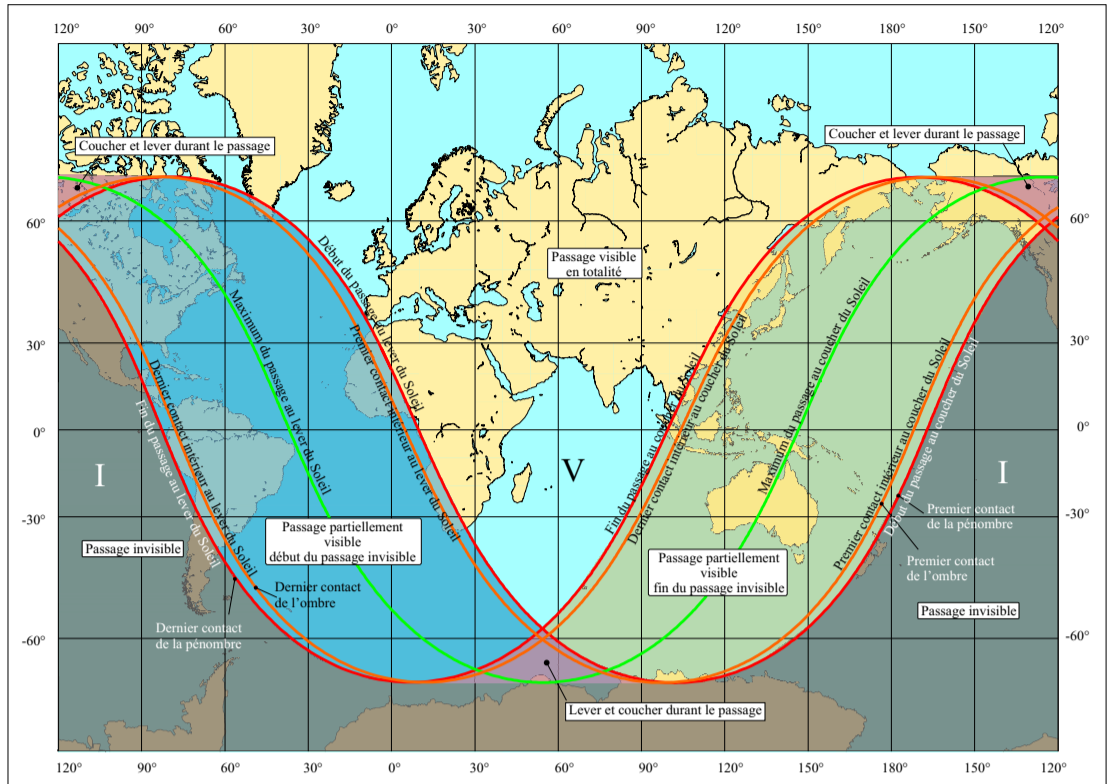 120° 90° 60° 30° 0° 30° 60° 90° 120° 150° 180° 150° 120°
Coucher et lever durant le passage
Coucher et lever durant le passage
60°
60°
Passage visible
en totalité
Début du passage au lever du Soleil
Premier contact intérieur au lever du Soleil
Maximum du passage au lever du Soleil
Dernier contact intérieur au lever du Soleil
Fin du passage au lever du Soleil
Fin du passage au coucher du Soleil
Dernier contact intérieur au coucher du Soleil
Maximum du passage au coucher du Soleil
Premier contact intérieur au coucher du Soleil
Début du passage au coucher du Soleil
30°
30°
0°
0°
I
V
I
-30°
-30°
Passage invisible
Passage partiellement
visible
début du passage invisible
Passage partiellement
visible
fin du passage invisible
Premier contact
de la pénombre
Premier contact
de l'ombre
Passage invisible
Dernier contact
de l'ombre
Dernier contact
de la pénombre
-60°
-60°
Lever et coucher durant le passage
120° 90° 60° 30° 0° 30° 60° 90° 120° 150° 180° 150° 120°